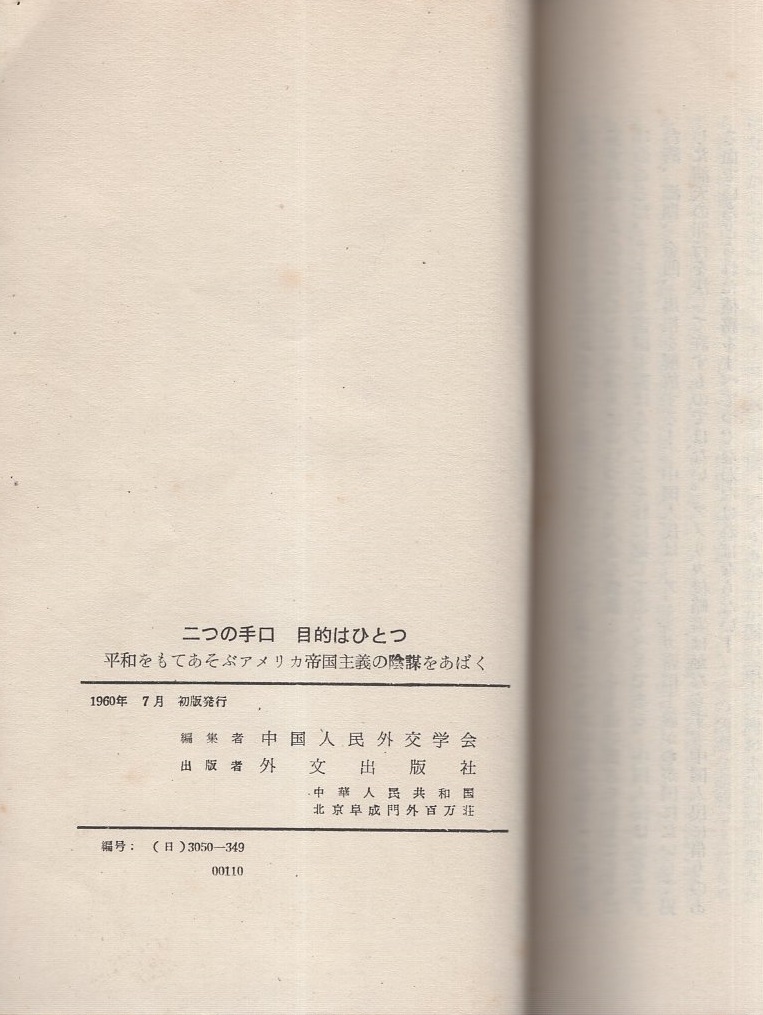 二つの手口　目的はひとつ
平和をもてあそぶアメリカ帝国主義の陰謀をあばく
1960年　7月　初版発行
編集者　中国人民外交学会
出版者　外文出版社
中華人民共和国
北京阜成門外百万荘
編号：（日）3050—349
00110